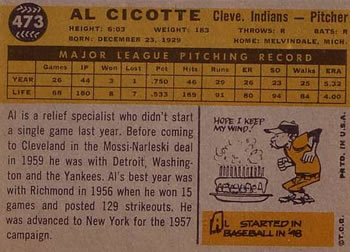 473
AL CICOTTE Cleve. Indians — Pitcher
HEIGHT: 6:03 WEIGHT: 183 THROWS: R BATS: R
BORN: DECEMBER 23, 1929 HOME: MELVINDALE, MICH.
MAJOR LEAGUE PITCHING RECORD
YEAR Games IP Won Lost Pct. Hits Runs ER SO Walks ERA
YEAR 26 44 3 1 .750 46 29 26 23 25 5.32
LIFE 68 180 8 7 .533 169 91 80 110 121 4.00
Al is a relief specialist who didn't start
a single game last year. Before coming
to Cleveland in the Mossi-Narleski deal
in 1959 he was with Detroit, Washington
and the Yankees. Al's best year was
with Richmond in 1956 when he won 15
games and posted 129 strikeouts. He
was advanced to New York for the 1957
campaign.
HOPE I KEEP
MY WIND!
AL STARTED IN
BASEBALL IN '48
©T.C.G. PRTD. IN U.S.A.